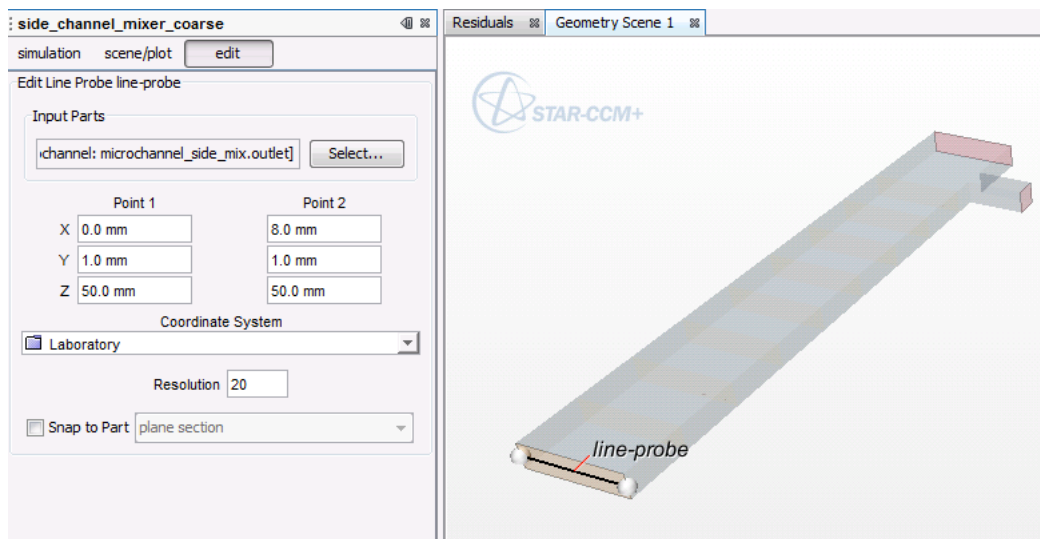 side_channel_mixer_coarse
simulation scene/plot edit
Edit Line Probe line-probe
Input Parts
channel: microchannel_side_mix.outlet] Select...
Point 1 Point 2
X 0.0 mm 8.0 mm
Y 1.0 mm 1.0 mm
Z 50.0 mm 50.0 mm
Coordinate System
Laboratory
Resolution 20
Snap to Part plane section
Residuals Geometry Scene 1
STAR-CCM+
line-probe